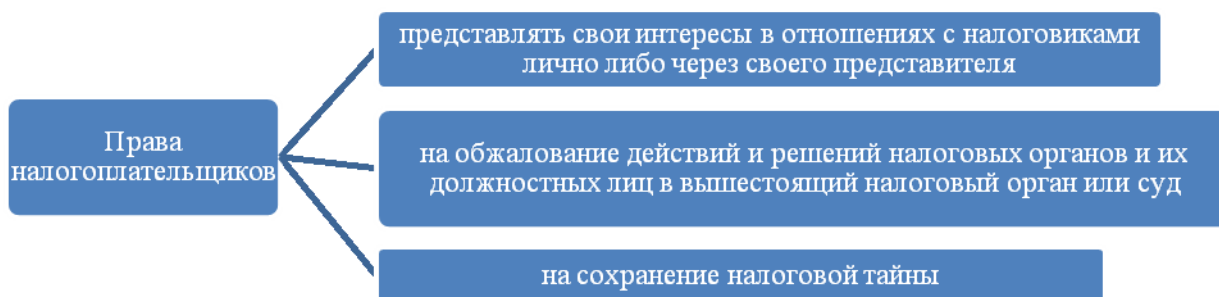 Права
налогоплательщиков
представлять свои интересы в отношениях с налоговиками
лично либо через своего представителя
на обжалование действий и решений налоговых органов и их
должностных лиц в вышестоящий налоговый орган или суд
на сохранение налоговой тайны